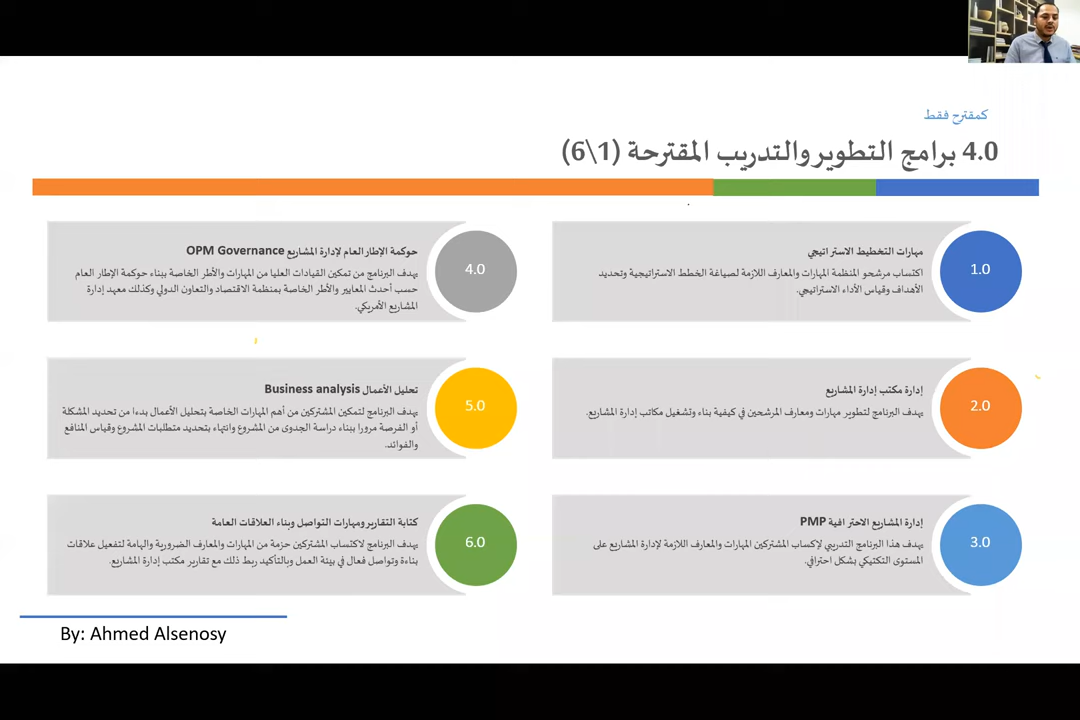 كمقترح فقط
4.0 برامج التطوير والتدريب المقترحة (1\6)
1.0
مهارات التخطيط الاستراتيجي
اكتساب مرشحو المنظمة المهارات والمعارف اللازمة لصياغة الخطط الاستراتيجية وتحديد
الأهداف وقياس الأداء الاستراتيجي.
2.0
إدارة مكتب إدارة المشاريع
يهدف البرنامج لتطوير مهارات ومعارف المرشحين في كيفية بناء وتشغيل مكاتب إدارة المشاريع.
3.0
إدارة المشاريع الاحترافية PMP
يهدف هذا البرنامج التدريبي لإكساب المشتركين المهارات والمعارف اللازمة لإدارة المشاريع على
المستوى التكتيكي بشكل احترافي.
4.0
حوكمة الإطار العام لإدارة المشاريع OPM Governance
يهدف البرنامج من تمكين القيادات العليا من المهارات والأطر الخاصة ببناء حوكمة الإطار العام
حسب أحدث المعايير والأطر الخاصة بمنظمة الاقتصاد والتعاون الدولي وكذلك معهد إدارة
المشاريع الأمريكي.
5.0
تحليل الأعمال Business analysis
يهدف البرنامج لتمكين المشتركين من أهم المهارات الخاصة بتحليل الأعمال بدءا من تحديد المشكلة
أو الفرصة مرورا ببناء دراسة الجدوى من المشروع وانتهاء بتحديد متطلبات المشروع وقياس المنافع
والفوائد.
6.0
كتابة التقارير ومهارات التواصل وبناء العلاقات العامة
يهدف البرنامج لاكتساب المشتركين حزمة من المهارات والمعارف الضرورية والهامة لتفعيل علاقات
بناءة وتواصل فعال في بيئة العمل وبالتأكيد ربط ذلك مع تقارير مكتب إدارة المشاريع.
By: Ahmed Alsenosy